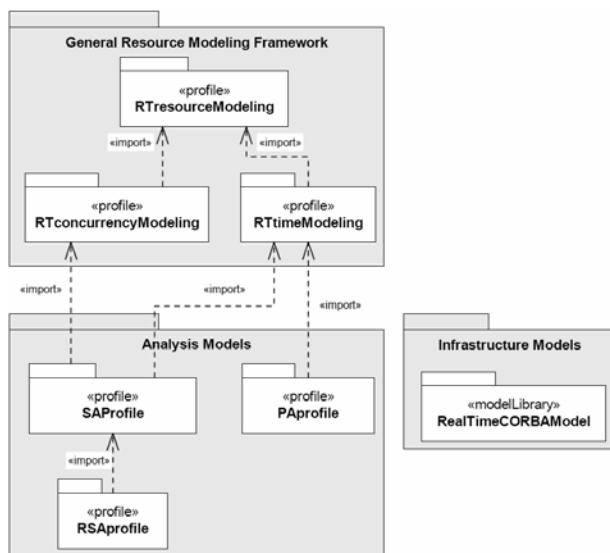 General Resource Modeling Framework
«profile»
RTresourceModeling
«import»
«import»
«profile»
RTconcurrencyModeling
«profile»
RTtimeModeling
«import»
«import»
«import»
Analysis Models
«profile»
SAProfile
«profile»
PAprofile
«import»
«profile»
RSAprofile
Infrastructure Models
«modelLibrary»
RealTimeCORBAModel